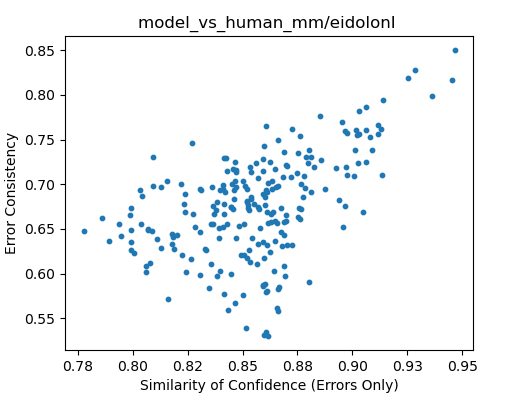 model_vs_human_mm/eidolonI
0.85
0.80
0.75
0.70
0.65
0.60
0.55
Error Consistency
0.78 0.80 0.82 0.85 0.88 0.90 0.93 0.95
Similarity of Confidence (Errors Only)